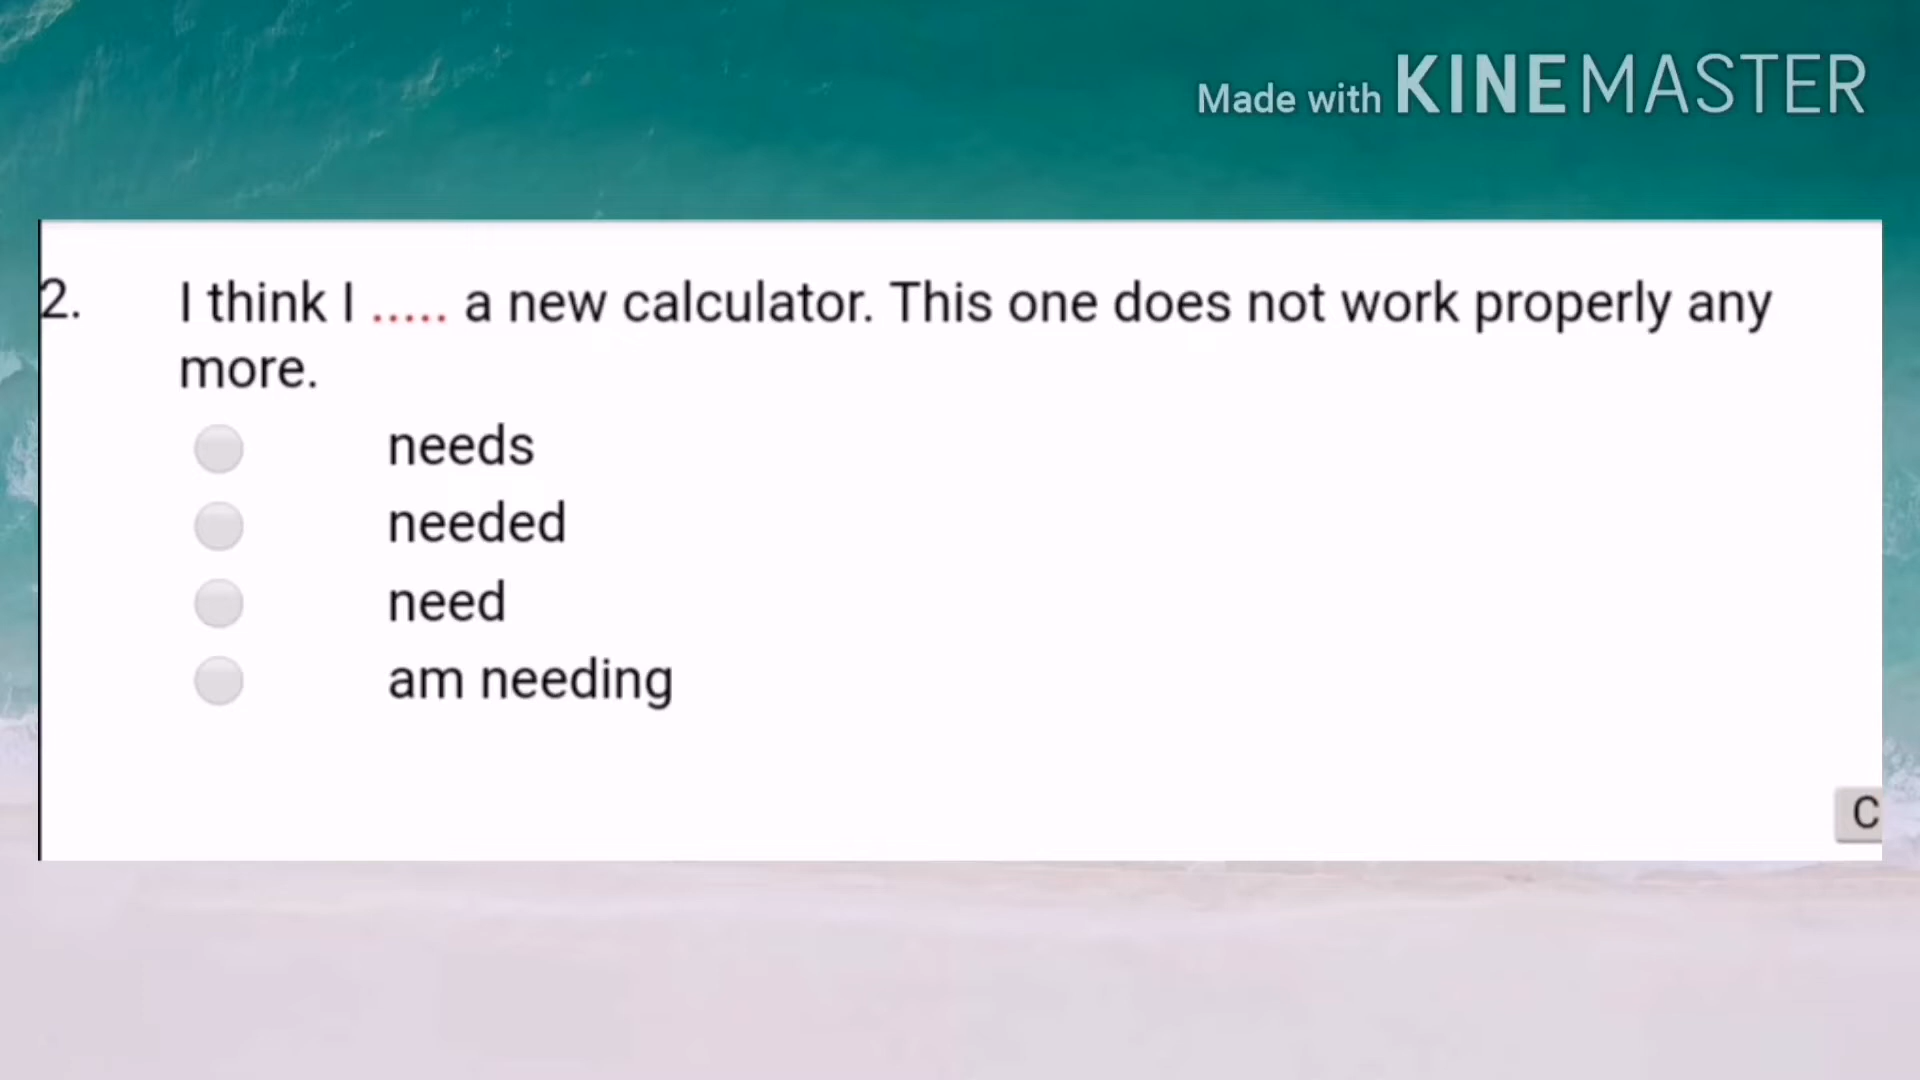 Made with KINEMASTER
2. I think I ..... a new calculator. This one does not work properly any
more.
needs
needed
need
am needing
C